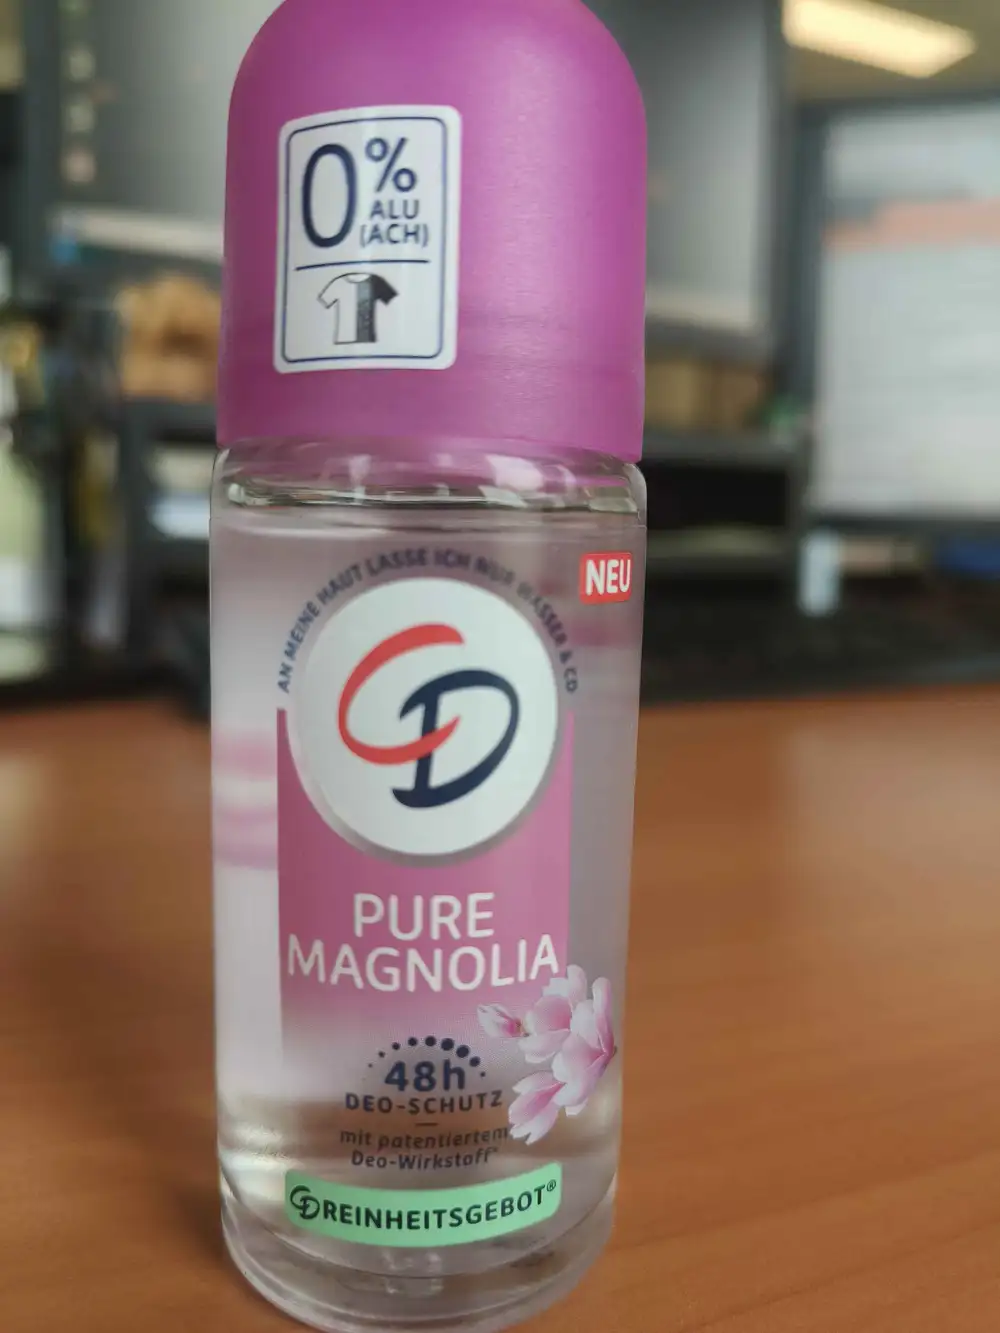 0%
ALU
(ACH)
AN MEINE HAUT LASSE ICH NUR WASSER & CD
NEU
CD
PURE
MAGNOLIA
48h
DEO-SCHUTZ
mit patentiertem
Deo-Wirkstoff*
CD REINHEITSGEBOT®